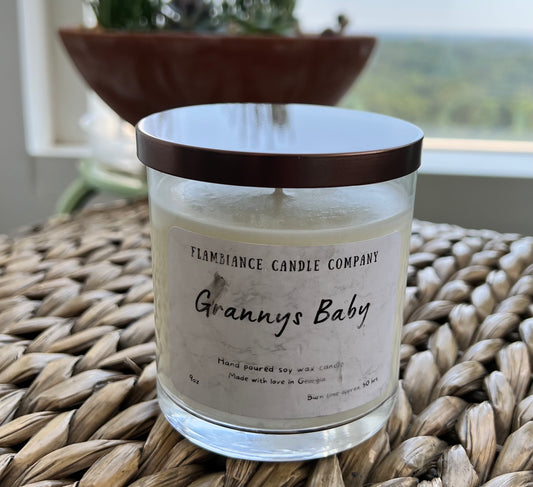 FLAMBIANCE CANDLE COMPANY
Grannys Baby
Hand poured soy wax candle
Made with love in Georgia
9oz
Burn time approx 50 hrs